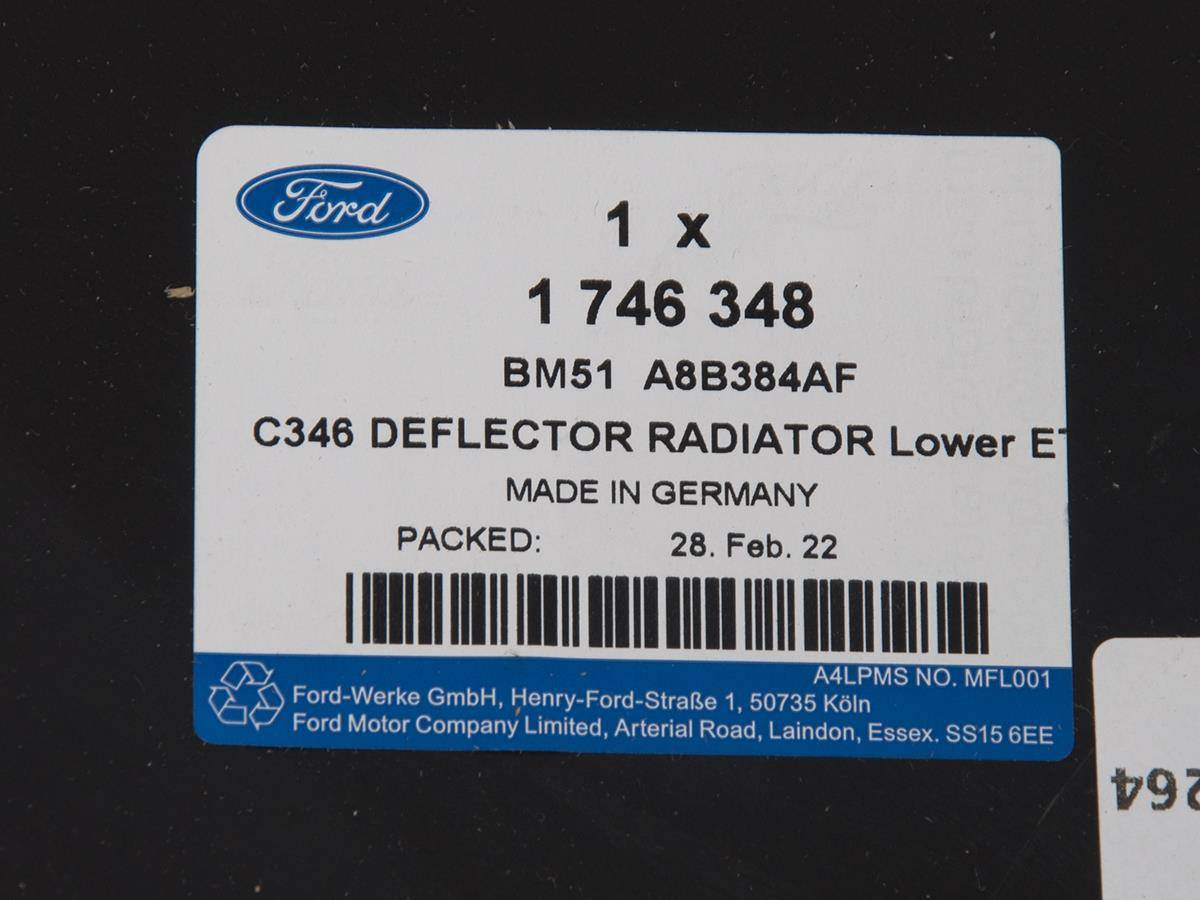 Ford
1 x
1 746 348
BM51 A8B384AF
C346 DEFLECTOR RADIATOR Lower
MADE IN GERMANY
PACKED: 28. Feb. 22
A4LPMS NO. MFL001
Ford-Werke GmbH, Henry-Ford-Straße 1, 50735 Köln
Ford Motor Company Limited, Arterial Road, Laindon, Essex. SS15 6EE
264